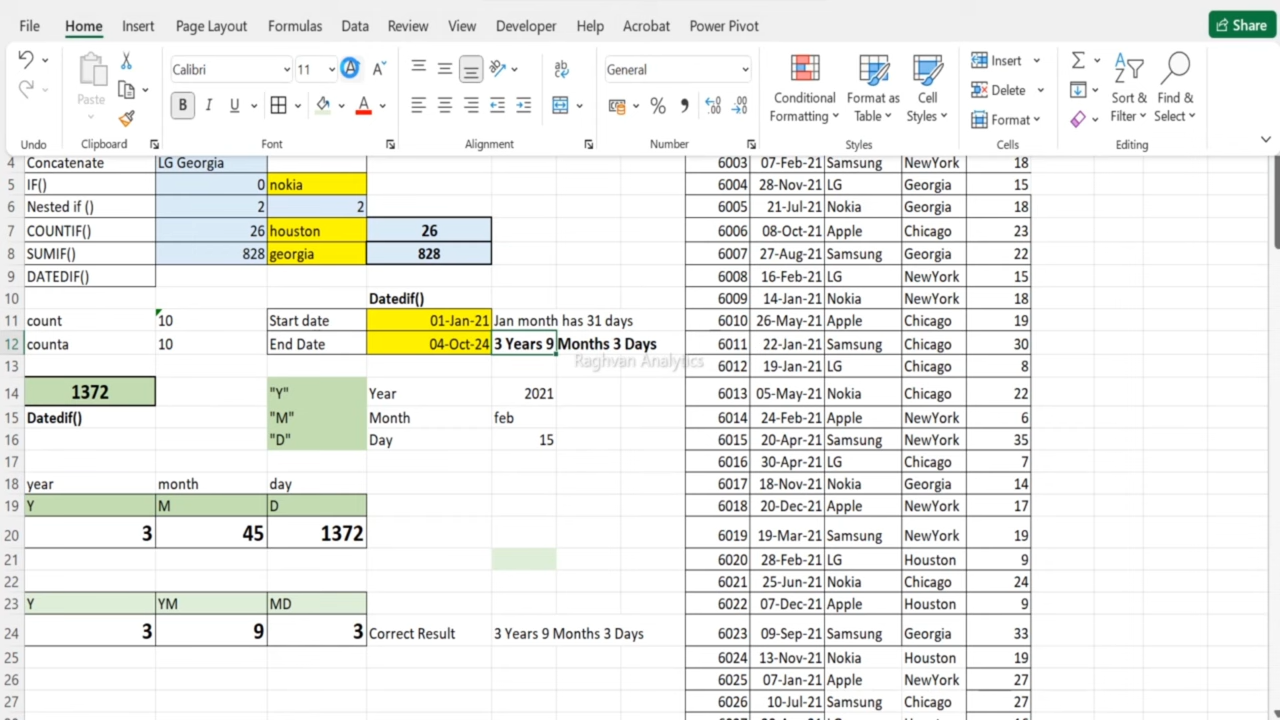 File Home Insert Page Layout Formulas Data Review View Developer Help Acrobat Power Pivot Share
Calibri 11 General
Paste
B I U A
Conditional Formatting Format as Table Cell Styles
Insert
Delete
Format
Sort & Filter Find & Select
Undo Clipboard Font Alignment Number Styles Cells Editing
4 Concatenate LG Georgia 6003 07-Feb-21 Samsung NewYork 18
5 IF() 0 nokia 6004 28-Nov-21 LG Georgia 15
6 Nested if () 2 2 6005 21-Jul-21 Nokia Georgia 18
7 COUNTIF() 26 houston 26 6006 08-Oct-21 Apple Chicago 23
8 SUMIF() 828 georgia 828 6007 27-Aug-21 Samsung Georgia 22
9 DATEDIF() 6008 16-Feb-21 LG NewYork 15
10 Datedif() 6009 14-Jan-21 Nokia NewYork 18
11 count 10 Start date 01-Jan-21 Jan month has 31 days 6010 26-May-21 Apple Chicago 19
12 counta 10 End Date 04-Oct-24 3 Years 9 Months 3 Days 6011 22-Jan-21 Samsung Chicago 30
Raghvan Analytics
13 6012 19-Jan-21 LG Chicago 8
14 1372 "Y" Year 2021 6013 05-May-21 Nokia Chicago 22
15 Datedif() "M" Month feb 6014 24-Feb-21 Apple NewYork 6
16 "D" Day 15 6015 20-Apr-21 Samsung NewYork 35
17 6016 30-Apr-21 LG Chicago 7
18 year month day 6017 18-Nov-21 Nokia Georgia 14
19 Y M D 6018 20-Dec-21 Apple NewYork 17
20 3 45 1372 6019 19-Mar-21 Samsung NewYork 19
21 6020 28-Feb-21 LG Houston 9
22 6021 25-Jun-21 Nokia Chicago 24
23 Y YM MD 6022 07-Dec-21 Apple Houston 9
24 3 9 3 Correct Result 3 Years 9 Months 3 Days 6023 09-Sep-21 Samsung Georgia 33
25 6024 13-Nov-21 Nokia Houston 19
26 6025 07-Jan-21 Apple NewYork 27
27 6026 10-Jul-21 Samsung Chicago 27